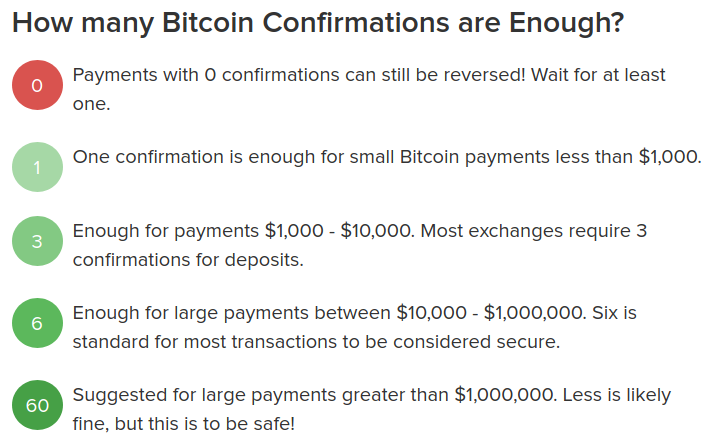 How many Bitcoin Confirmations are Enough?
0
Payments with 0 confirmations can still be reversed! Wait for at least
one.
1
One confirmation is enough for small Bitcoin payments less than $1,000.
3
Enough for payments $1,000 - $10,000. Most exchanges require 3
confirmations for deposits.
6
Enough for large payments between $10,000 - $1,000,000. Six is
standard for most transactions to be considered secure.
60
Suggested for large payments greater than $1,000,000. Less is likely
fine, but this is to be safe!